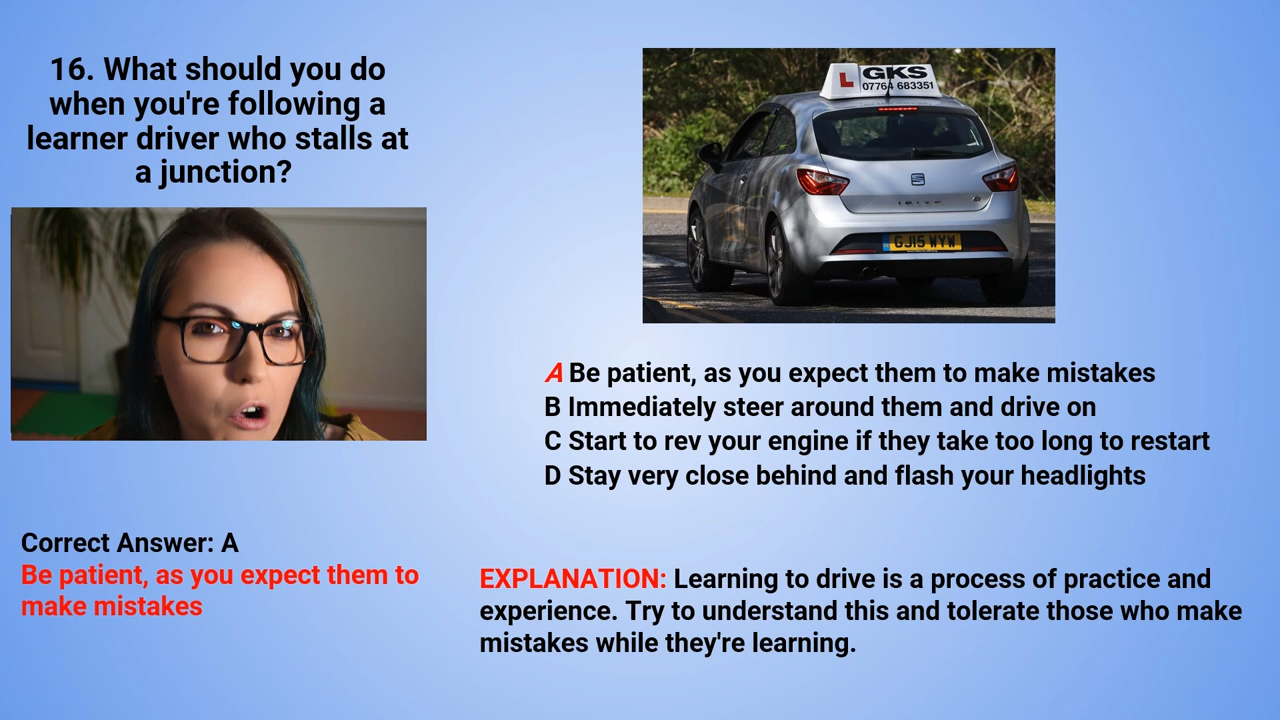 16. What should you do
when you're following a
learner driver who stalls at
a junction?
L GKS
07764 683351
IBIZA
GJ15 WYW
A Be patient, as you expect them to make mistakes
B Immediately steer around them and drive on
C Start to rev your engine if they take too long to restart
D Stay very close behind and flash your headlights
Correct Answer: A
Be patient, as you expect them to
make mistakes
EXPLANATION: Learning to drive is a process of practice and
experience. Try to understand this and tolerate those who make
mistakes while they're learning.